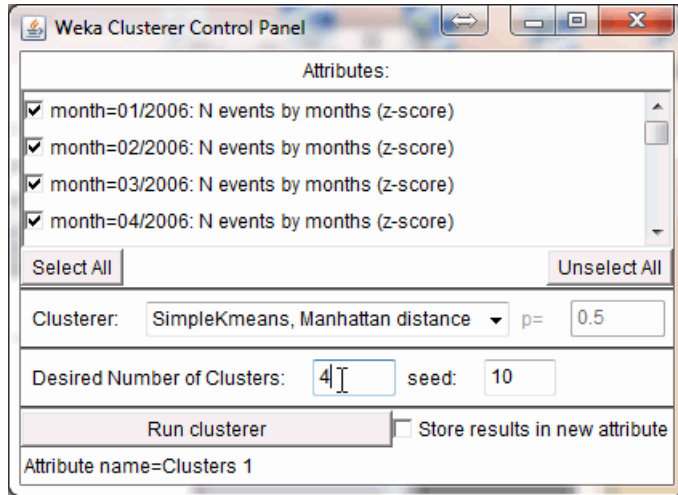 Weka Clusterer Control Panel
Attributes:
month=01/2006: N events by months (z-score)
month=02/2006: N events by months (z-score)
month=03/2006: N events by months (z-score)
month=04/2006: N events by months (z-score)
Select All Unselect All
Clusterer: SimpleKmeans, Manhattan distance p= 0.5
Desired Number of Clusters: 4 seed: 10
Run clusterer Store results in new attribute
Attribute name=Clusters 1